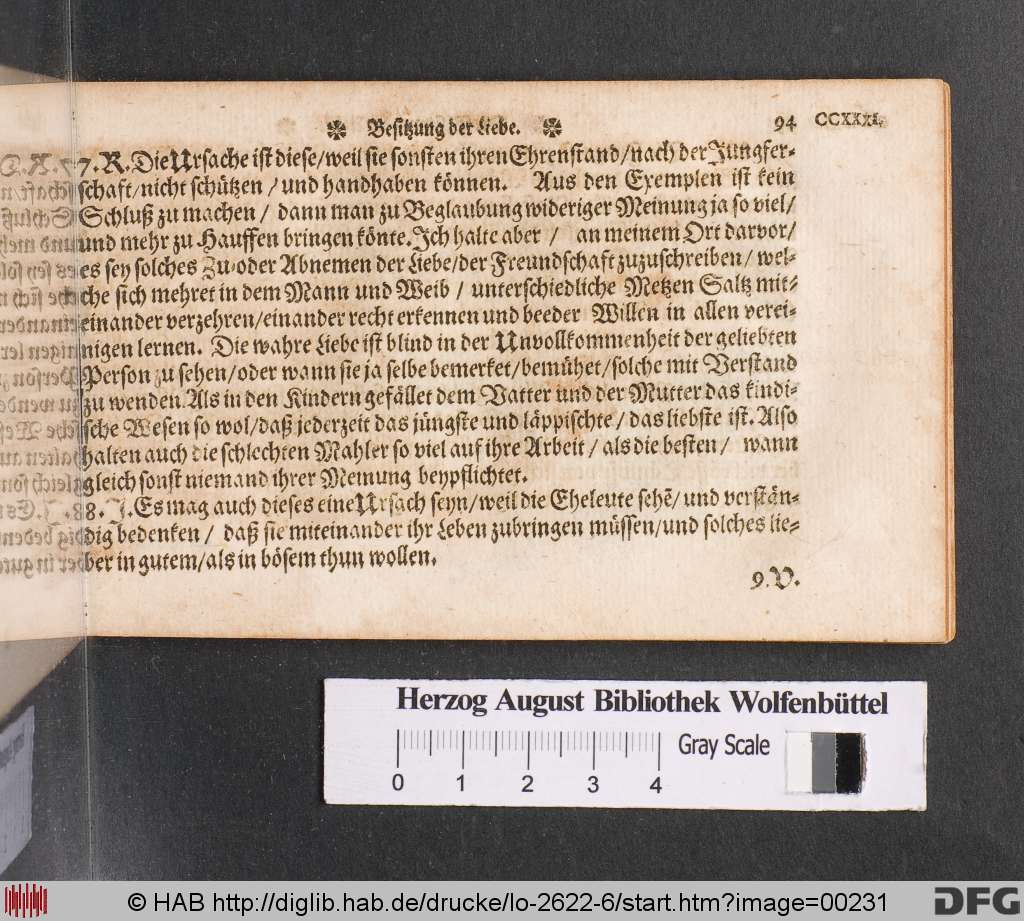 ✼ Besitzung der Liebe. ✼ 94 CCXXXI.
7. R. Die Ursache ist diese/weil sie sonsten ihren Ehrenstand/nach der Jungfer-
schaft/nicht schützen / und handhaben können. Aus den Exemplen ist kein
Schluß zu machen / dann man zu Beglaubung wideriger Meinung ja so viel/
und mehr zu Hauffen bringen könte. Ich halte aber / an meinem Ort darvor/
es sey solches Zu-oder Abnemen der Liebe/der Freundschaft zuzuschreiben/ wel-
che sich mehret in dem Mann und Weib / unterschiedliche Metzen Saltz mit-
einander verzehren/einander recht erkennen und beeder Willen in allen verei-
nigen lernen. Die wahre Liebe ist blind in der Unvollkommenheit der geliebten
Person zu sehen/oder wann sie ja selbe bemerket/bemühet/solche mit Verstand
zu wenden. Als in den Kindern gefället dem Vatter und der Mutter das kindi-
sche Wesen so wol/daß jederzeit das jüngste und läppischte / das liebste ist. Also
halten auch die schlechten Mahler so viel auf ihre Arbeit / als die besten / wann
gleich sonst niemand ihrer Meinung beypflichtet.
8. J. Es mag auch dieses eine Ursach seyn/weil die Eheleute sehē/ und verstän-
dig bedenken / daß sie miteinander ihr Leben zubringen müssen/und solches lie-
ber in gutem/als in bösem thun wollen.
9. V.
Herzog August Bibliothek Wolfenbüttel
0 1 2 3 4 Gray Scale
© HAB http://diglib.hab.de/drucke/lo-2622-6/start.htm?image=00231
DFG